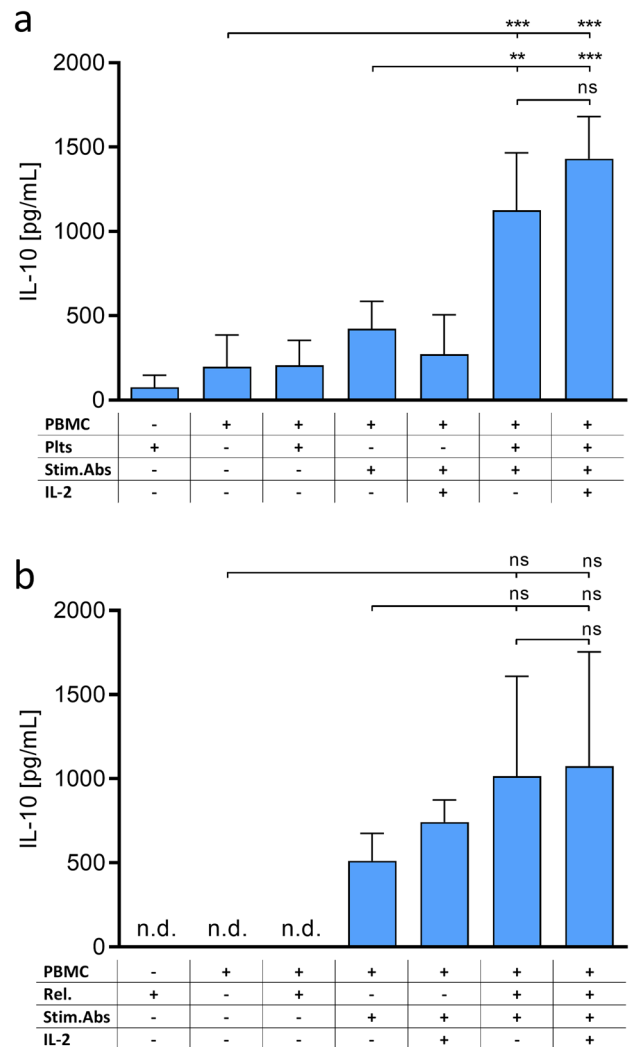 a
*** ***
** ***
ns
2000
1500
1000
500
0
IL-10 [pg/mL]
PBMC - + + + + + +
Plts + - + - - + +
Stim.Abs - - - + + + +
IL-2 - - - - + - +
b
ns ns
ns ns
ns
2000
1500
1000
500
0
IL-10 [pg/mL]
n.d. n.d. n.d.
PBMC - + + + + + +
Rel. + - + - - + +
Stim.Abs - - - + + + +
IL-2 - - - - + - +